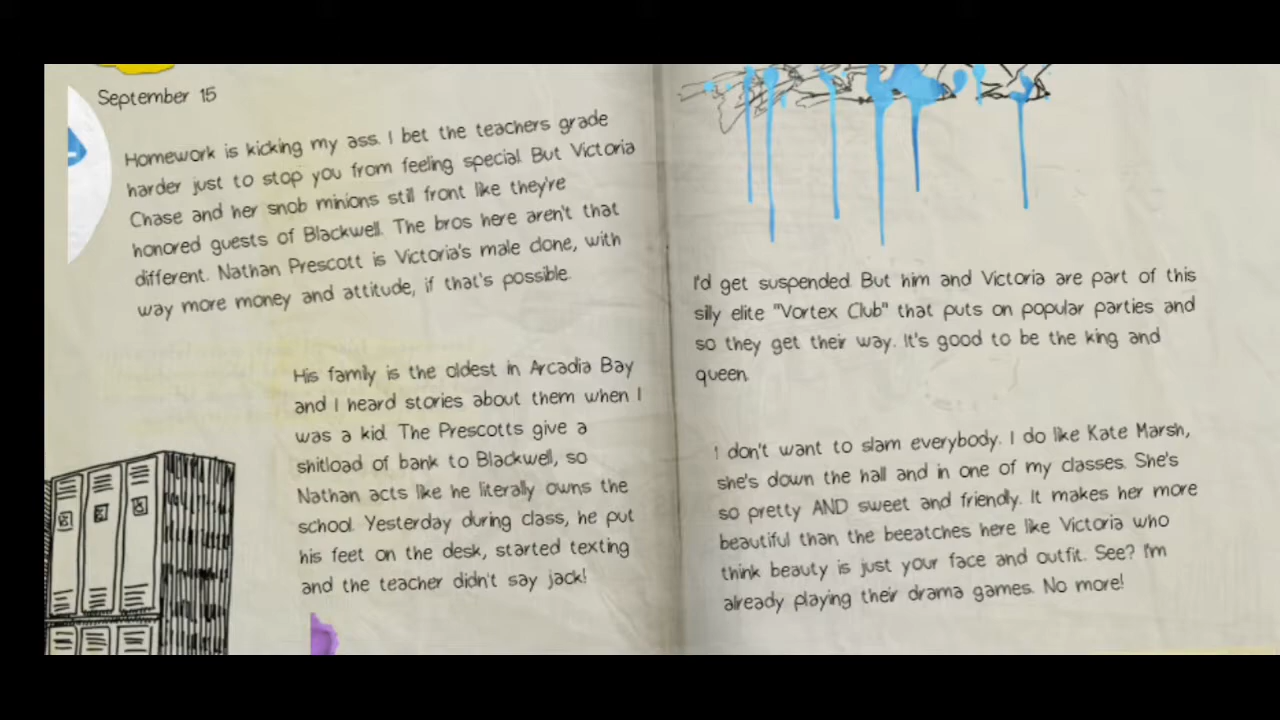 September 15
Homework is kicking my ass. I bet the teachers grade
harder just to stop you from feeling special. But Victoria
Chase and her snob minions still front like they're
honored guests of Blackwell. The bros here aren't that
different. Nathan Prescott is Victoria's male clone, with
way more money and attitude, if that's possible.
His family is the oldest in Arcadia Bay
and I heard stories about them when I
was a kid. The Prescotts give a
shitload of bank to Blackwell, so
Nathan acts like he literally owns the
school. Yesterday during class, he put
his feet on the desk, started texting
and the teacher didn't say jack!
I'd get suspended. But him and Victoria are part of this
silly elite "Vortex Club" that puts on popular parties and
so they get their way. It's good to be the king and
queen.
I don't want to slam everybody. I do like Kate Marsh,
she's down the hall and in one of my classes. She's
so pretty AND sweet and friendly. It makes her more
beautiful than the beeatches here like Victoria who
think beauty is just your face and outfit. See? I'm
already playing their drama games. No more!